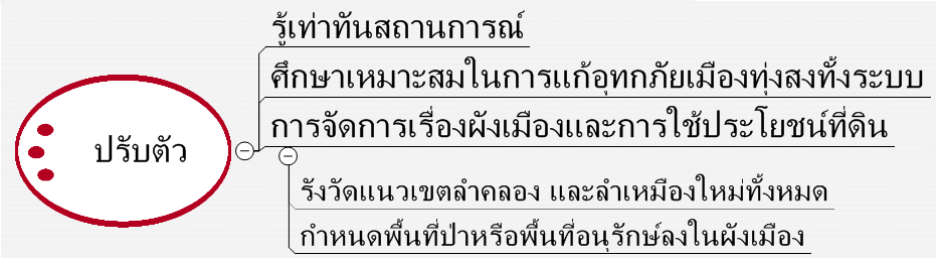 รู้เท่าทันสถานการณ์
ศึกษาเหมาะสมในการแก้อุทกภัยเมืองทุ่งสงทั้งระบบ
การจัดการเรื่องผังเมืองและการใช้ประโยชน์ที่ดิน
ปรับตัว
รังวัดแนวเขตลำคลอง และลำเหมืองใหม่ทั้งหมด
กำหนดพื้นที่ป่าหรือพื้นที่อนุรักษ์ลงในผังเมือง